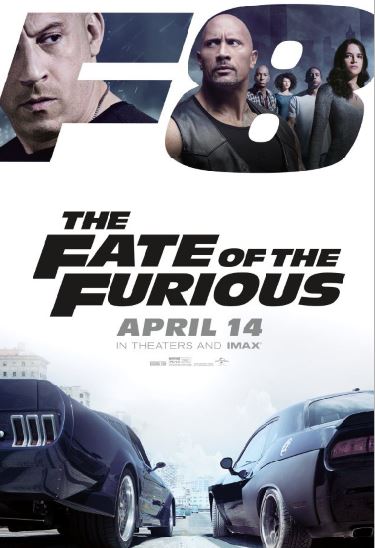 F8
THE
FATE OF THE
FURIOUS
APRIL 14
IN THEATERS AND IMAX